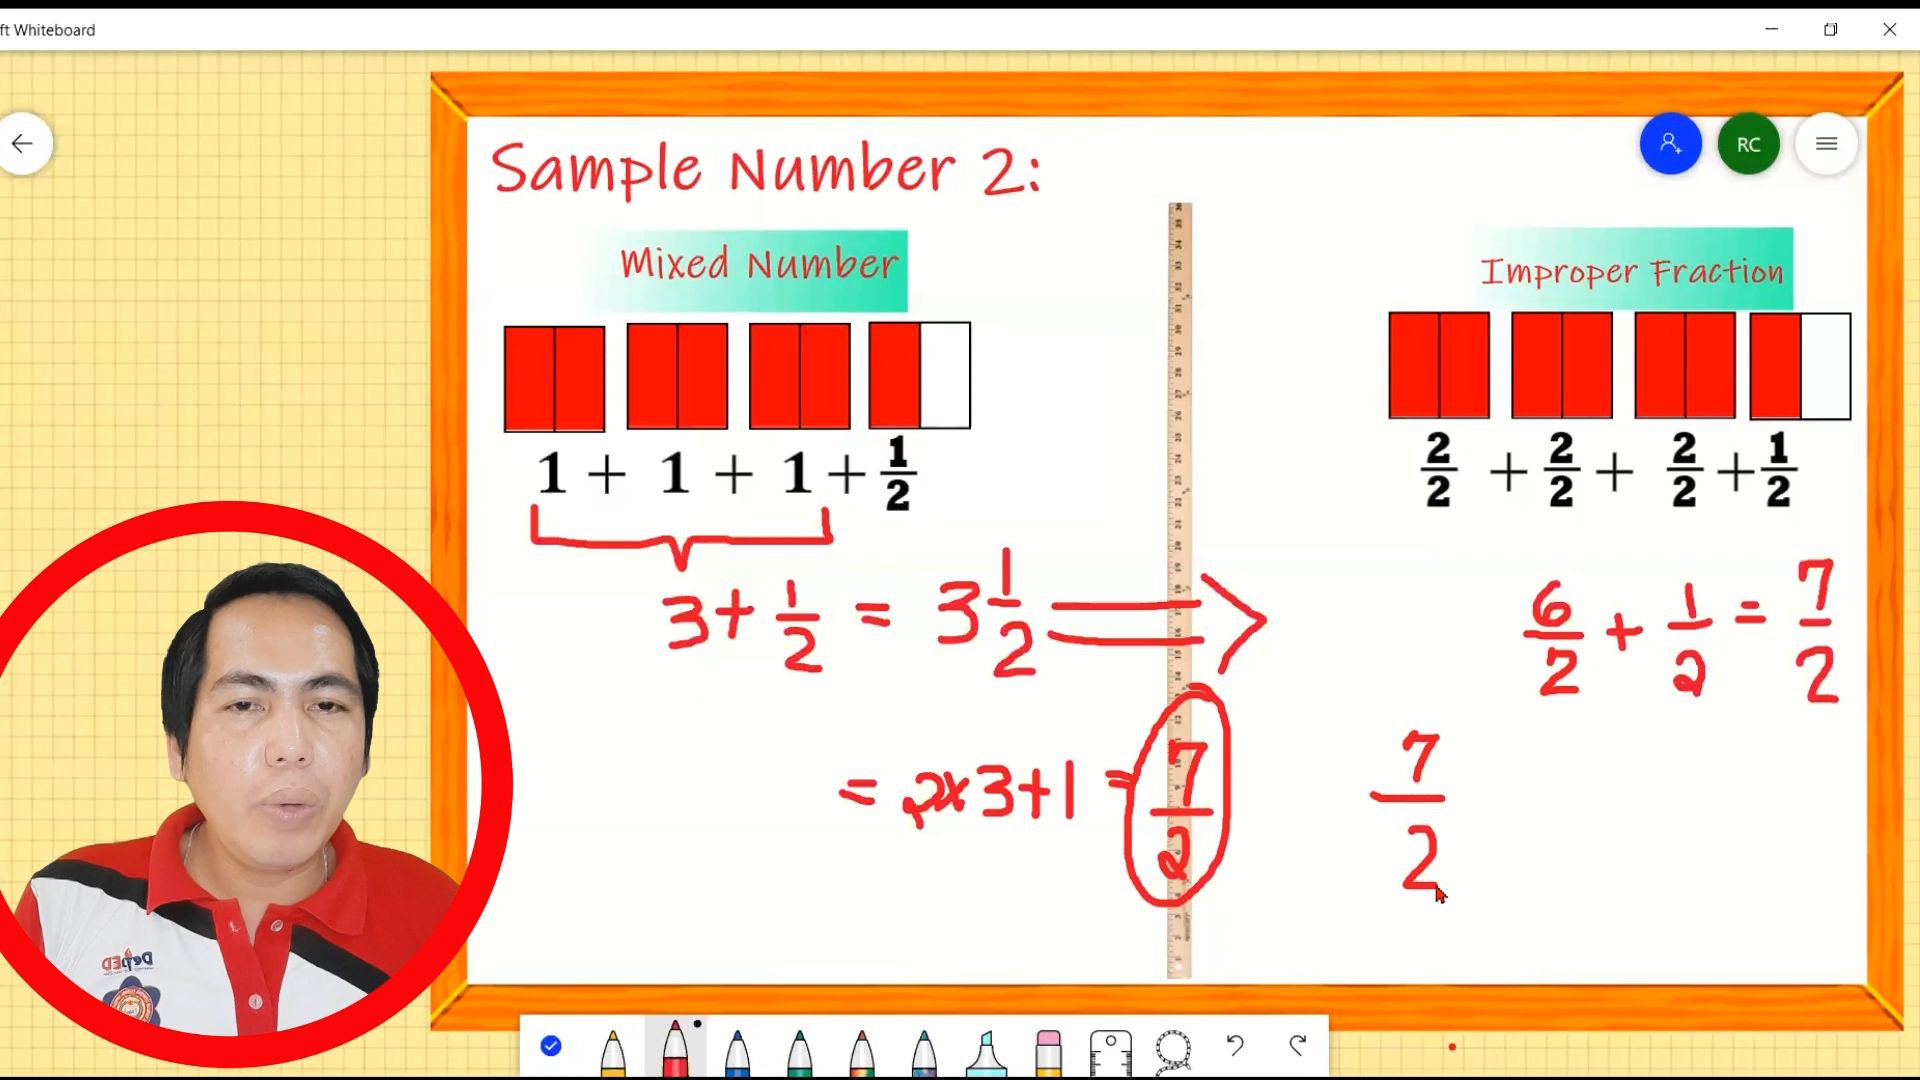 ft Whiteboard
Sample Number 2:
RC
Mixed Number
Improper Fraction
1 + 1 + 1 + 1/2
2/2 + 2/2 + 2/2 + 1/2
3 + 1/2 = 3 1/2
6/2 + 1/2 = 7/2
= 2x3+1 = 7/2
7/2
DepED